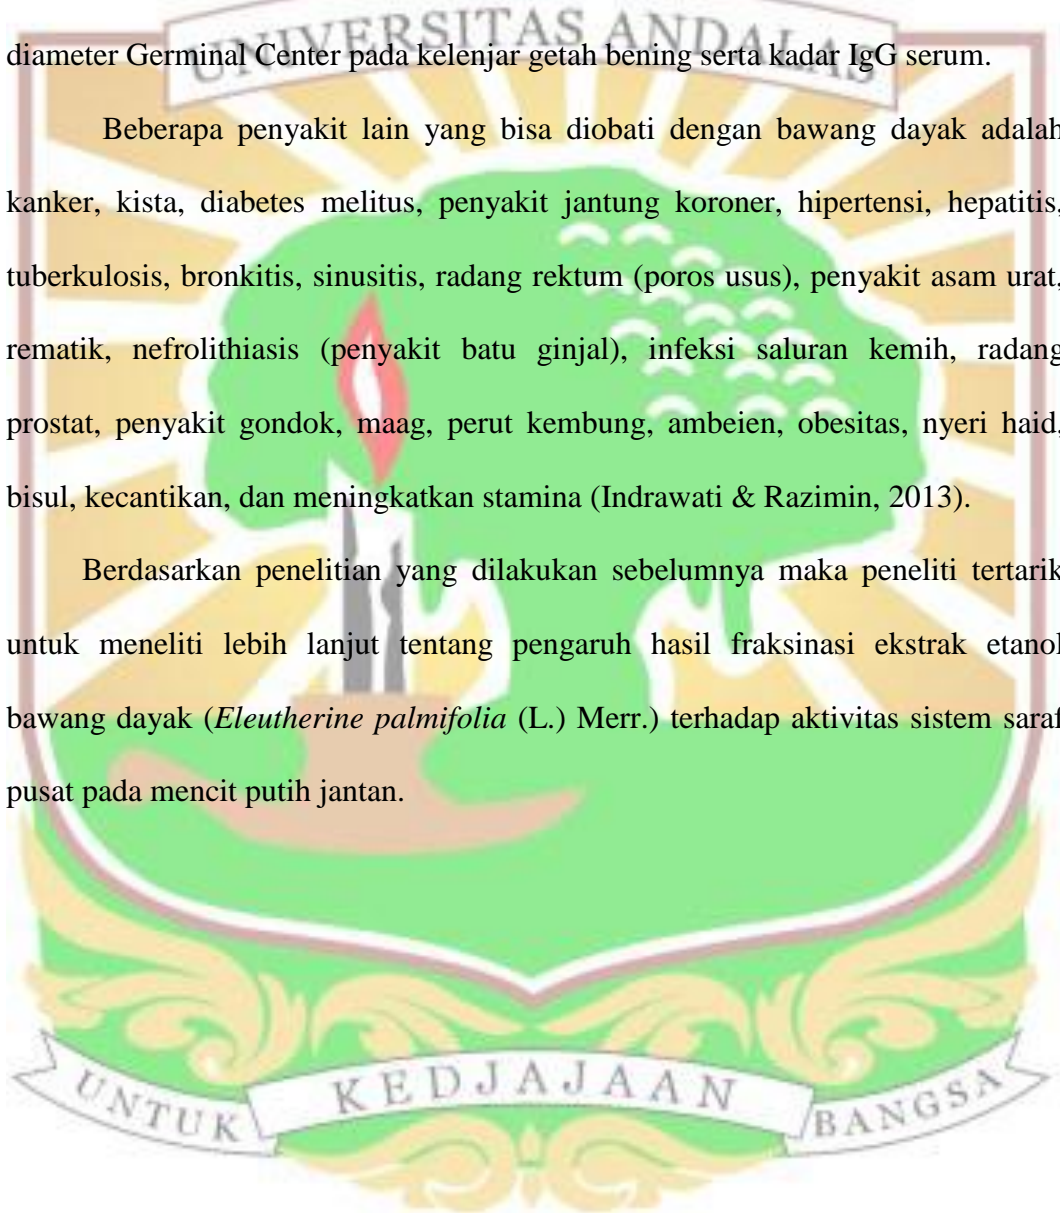 UNIVERSITAS ANDALAS
diameter Germinal Center pada kelenjar getah bening serta kadar IgG serum.
Beberapa penyakit lain yang bisa diobati dengan bawang dayak adalah
kanker, kista, diabetes melitus, penyakit jantung koroner, hipertensi, hepatitis,
tuberkulosis, bronkitis, sinusitis, radang rektum (poros usus), penyakit asam urat,
rematik, nefrolithiasis (penyakit batu ginjal), infeksi saluran kemih, radang
prostat, penyakit gondok, maag, perut kembung, ambeien, obesitas, nyeri haid,
bisul, kecantikan, dan meningkatkan stamina (Indrawati & Razimin, 2013).
Berdasarkan penelitian yang dilakukan sebelumnya maka peneliti tertarik
untuk meneliti lebih lanjut tentang pengaruh hasil fraksinasi ekstrak etanol
bawang dayak (Eleutherine palmifolia (L.) Merr.) terhadap aktivitas sistem saraf
pusat pada mencit putih jantan.
UNTUK KEDJAJAAN BANGSA